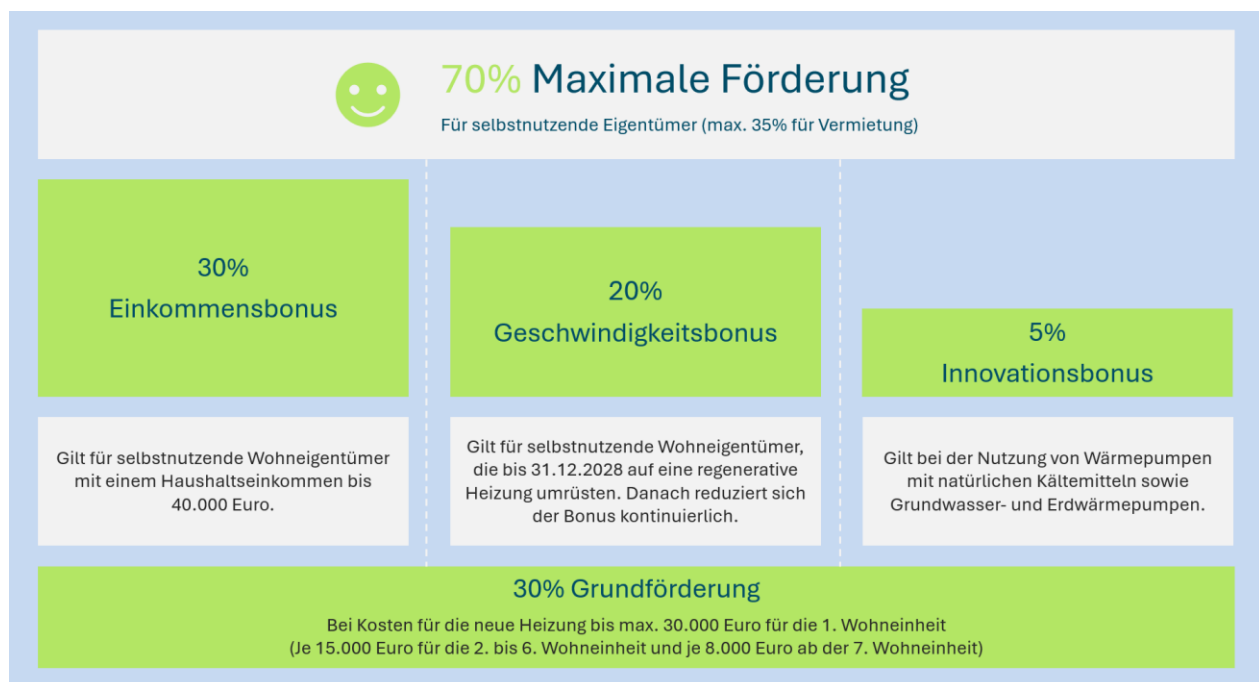 70% Maximale Förderung
Für selbstnutzende Eigentümer (max. 35% für Vermietung)
30%
Einkommensbonus
Gilt für selbstnutzende Wohneigentümer
mit einem Haushaltseinkommen bis
40.000 Euro.
20%
Geschwindigkeitsbonus
Gilt für selbstnutzende Wohneigentümer,
die bis 31.12.2028 auf eine regenerative
Heizung umrüsten. Danach reduziert sich
der Bonus kontinuierlich.
5%
Innovationsbonus
Gilt bei der Nutzung von Wärmepumpen
mit natürlichen Kältemitteln sowie
Grundwasser- und Erdwärmepumpen.
30% Grundförderung
Bei Kosten für die neue Heizung bis max. 30.000 Euro für die 1. Wohneinheit
(Je 15.000 Euro für die 2. bis 6. Wohneinheit und je 8.000 Euro ab der 7. Wohneinheit)